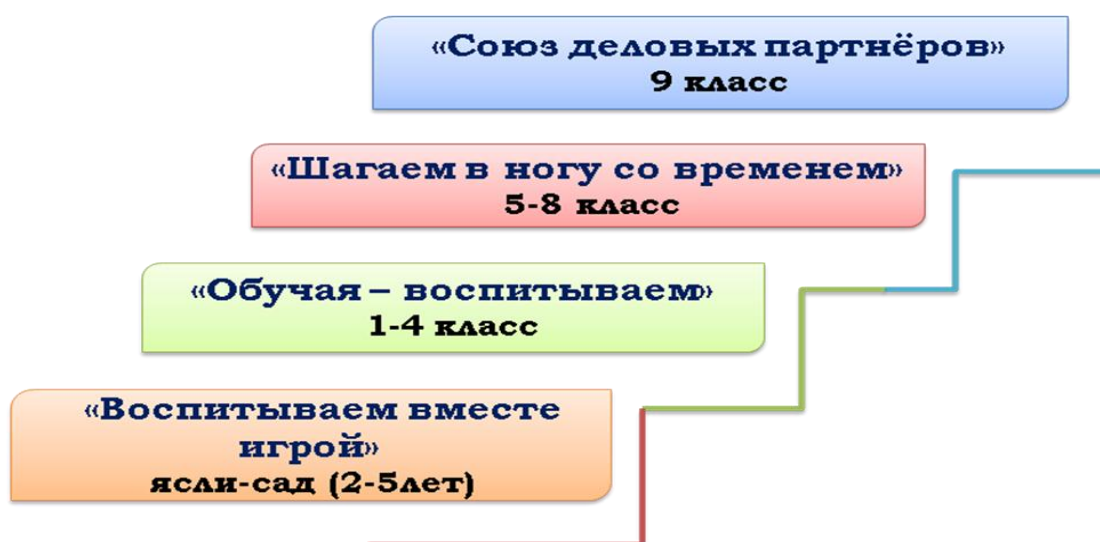 «Союз деловых партнёров»
9 класс
«Шагаем в ногу со временем»
5-8 класс
«Обучая – воспитываем»
1-4 класс
«Воспитываем вместе
игрой»
ясли-сад (2-5лет)